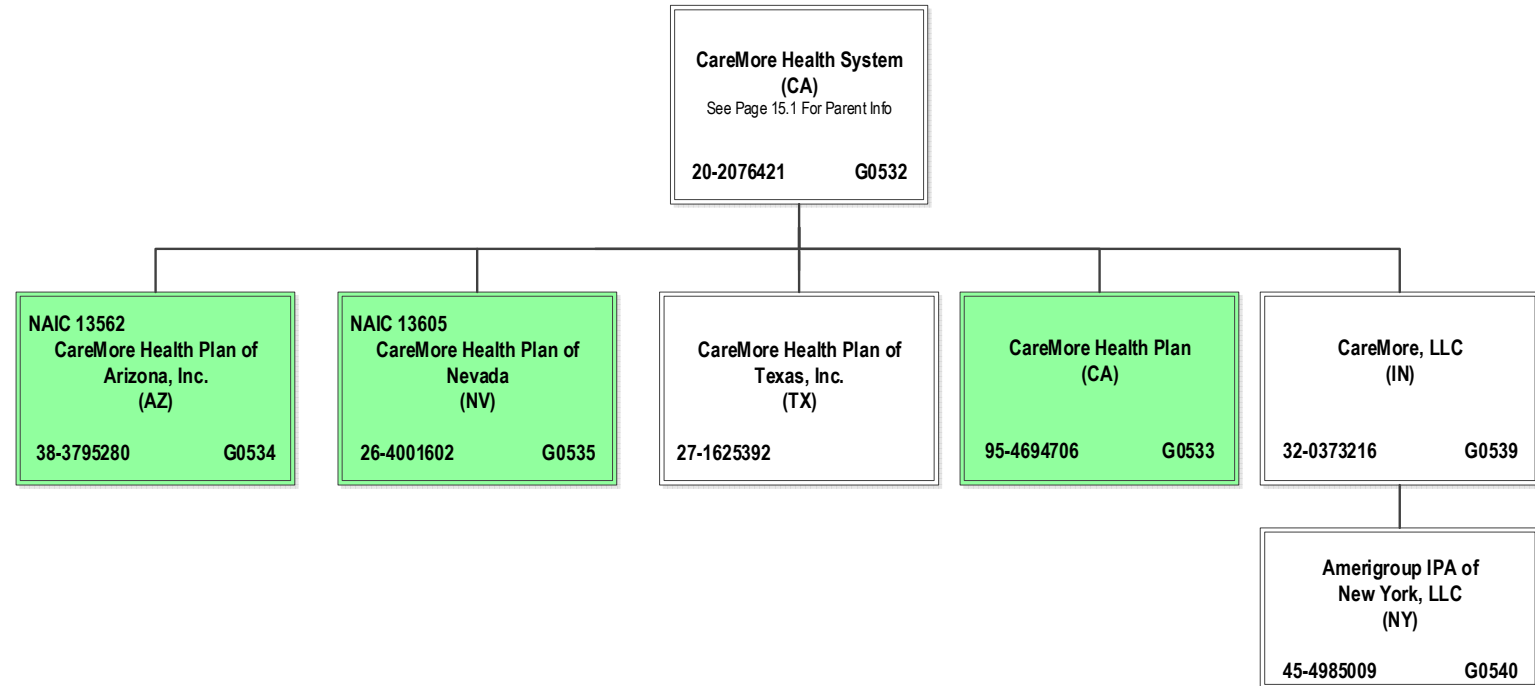 CareMore Health System
(CA)
See Page 15.1 For Parent Info
20-2076421 G0532
NAIC 13562
CareMore Health Plan of
Arizona, Inc.
(AZ)
38-3795280 G0534
NAIC 13605
CareMore Health Plan of
Nevada
(NV)
26-4001602 G0535
CareMore Health Plan of
Texas, Inc.
(TX)
27-1625392
CareMore Health Plan
(CA)
95-4694706 G0533
CareMore, LLC
(IN)
32-0373216 G0539
Amerigroup IPA of
New York, LLC
(NY)
45-4985009 G0540